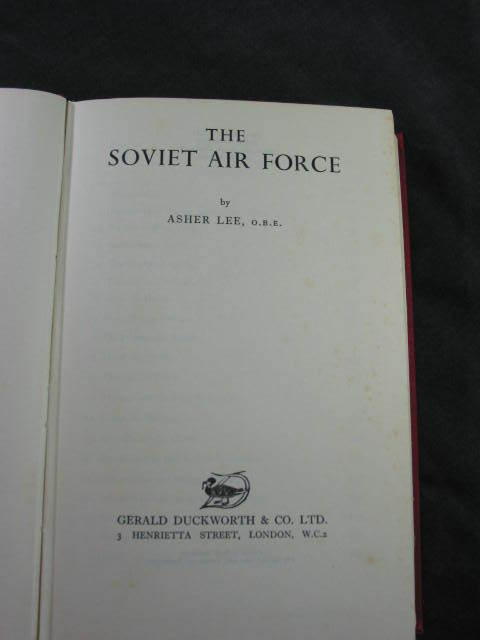 THE
SOVIET AIR FORCE
by
ASHER LEE, O.B.E.
GERALD DUCKWORTH & CO. LTD.
3 HENRIETTA STREET, LONDON, W.C.2